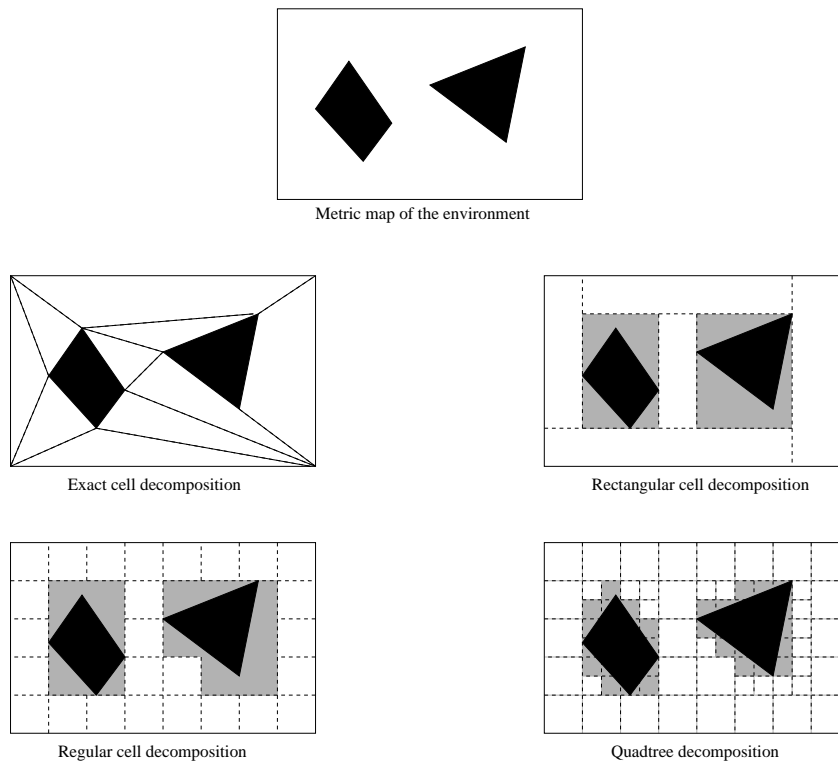 Metric map of the environment
Exact cell decomposition
Rectangular cell decomposition
Regular cell decomposition
Quadtree decomposition